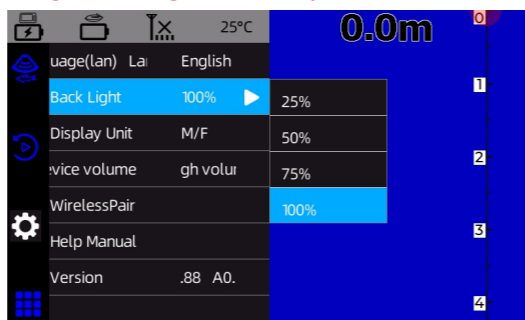 25°C
0.0m
uage(lan) La
English
Back Light
100%
Display Unit
M/F
evice volume
gh volu
WirelessPair
Help Manual
Version
.88 A0.
25%
50%
75%
100%
0
1
2
3
4